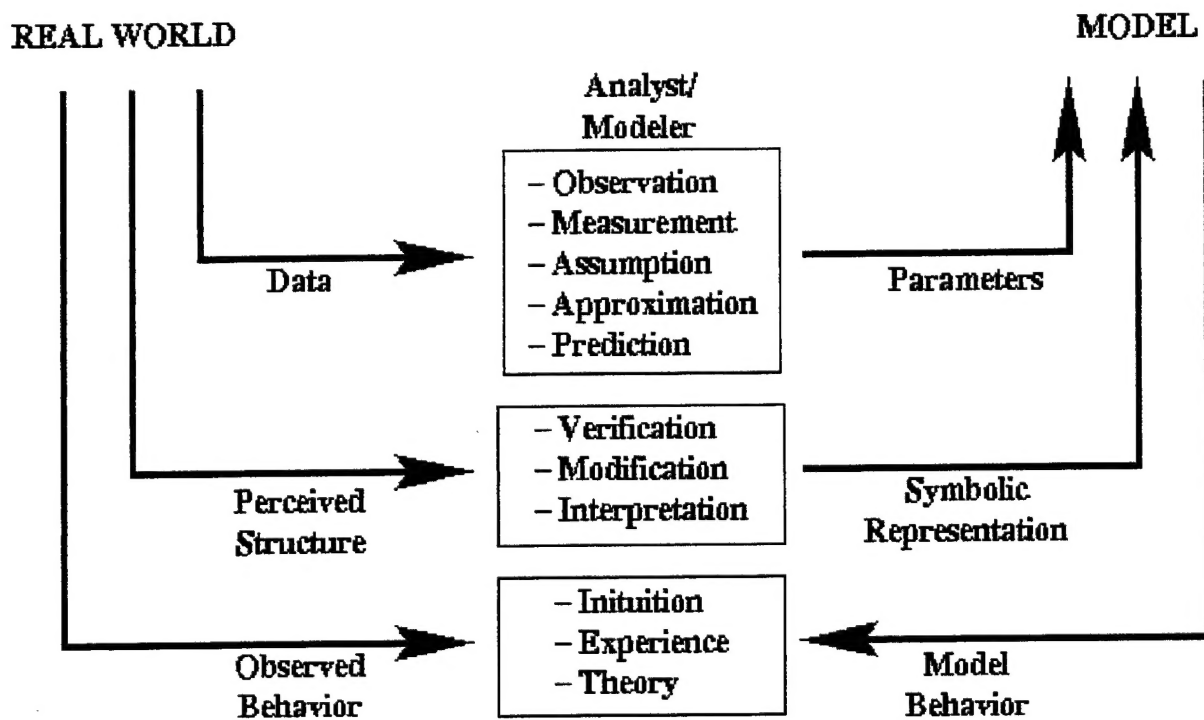 REAL WORLD
MODEL
Analyst/
Modeler
– Observation
– Measurement
– Assumption
– Approximation
– Prediction
Data
Parameters
– Verification
– Modification
– Interpretation
Perceived
Structure
Symbolic
Representation
– Inituition
– Experience
– Theory
Observed
Behavior
Model
Behavior